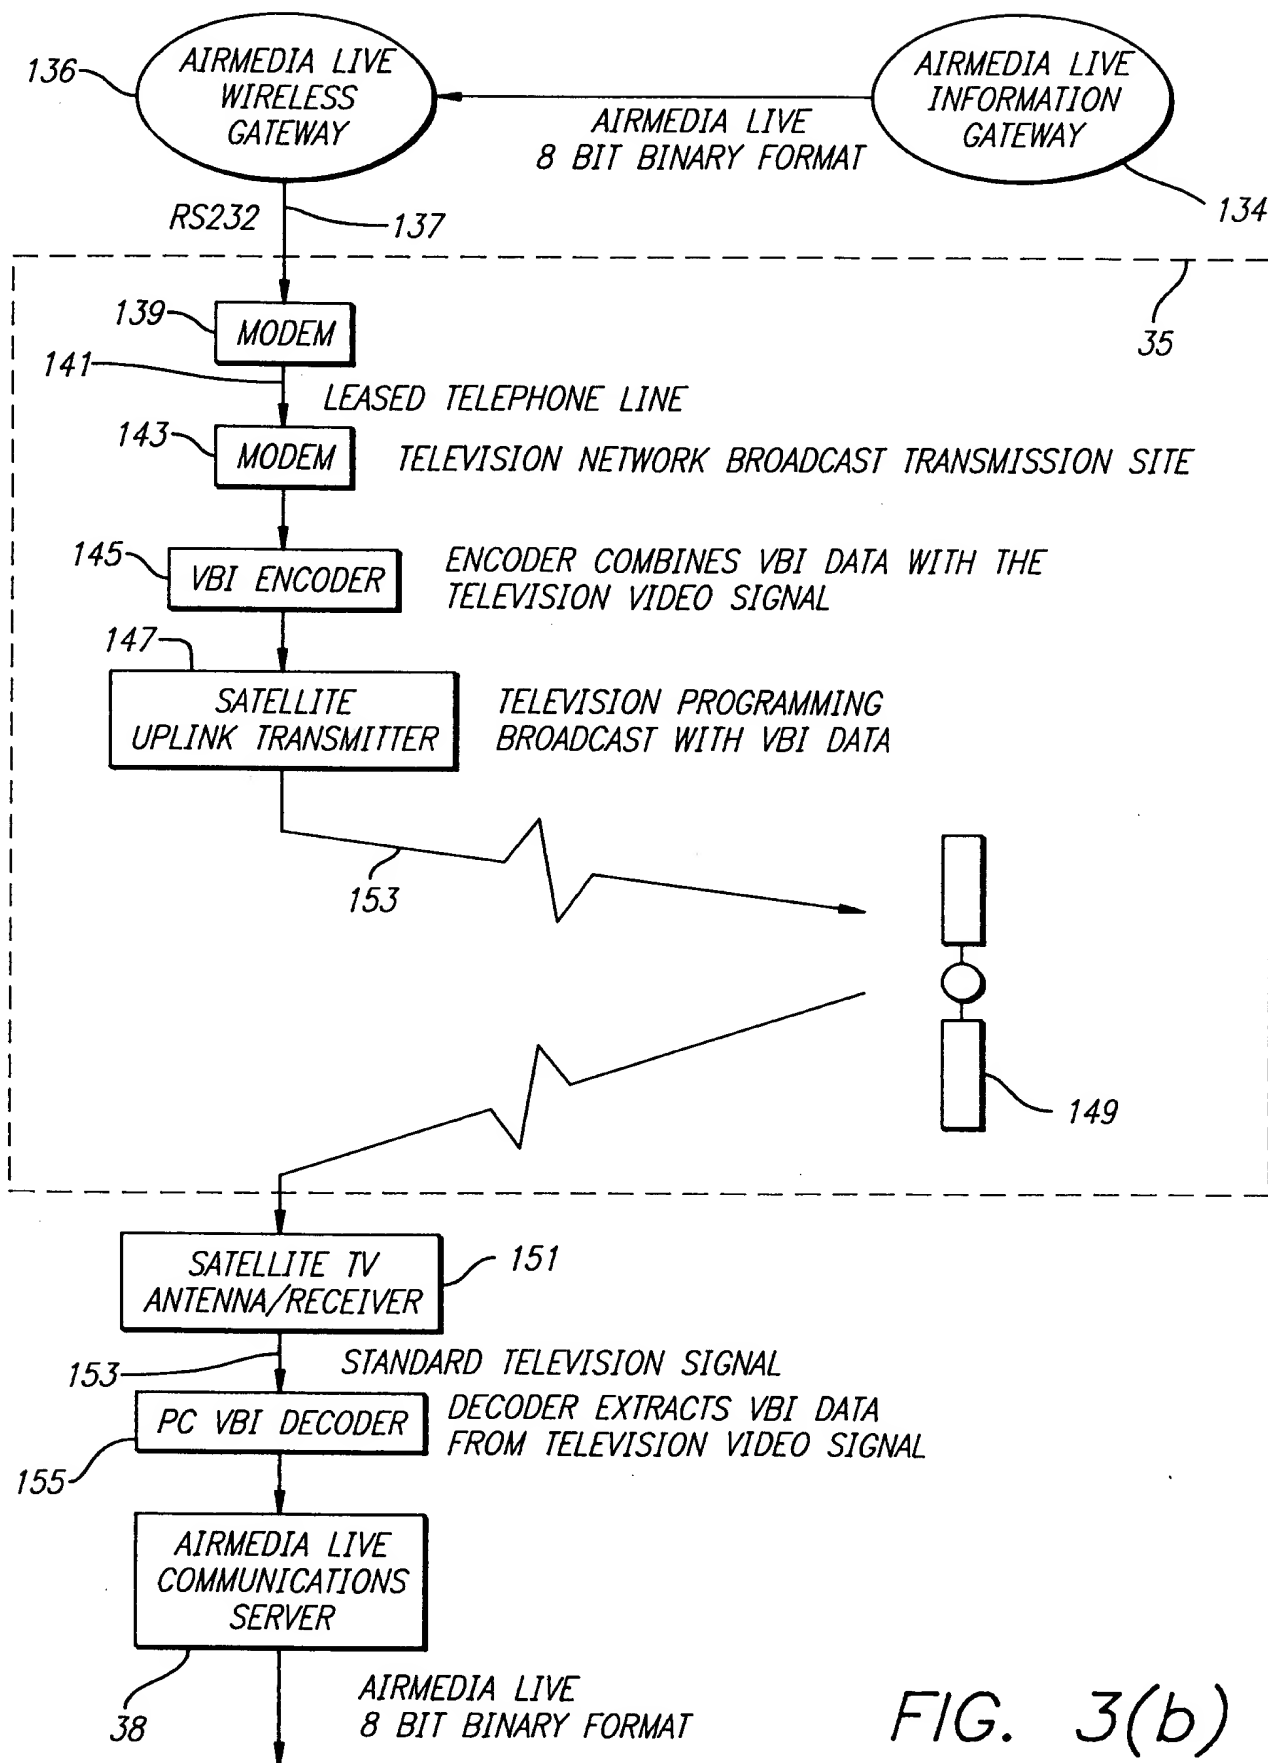 136
AIRMEDIA LIVE
WIRELESS
GATEWAY
AIRMEDIA LIVE
8 BIT BINARY FORMAT
AIRMEDIA LIVE
INFORMATION
GATEWAY
134
RS232
137
35
139
MODEM
141
LEASED TELEPHONE LINE
143
MODEM
TELEVISION NETWORK BROADCAST TRANSMISSION SITE
145
VBI ENCODER
ENCODER COMBINES VBI DATA WITH THE
TELEVISION VIDEO SIGNAL
147
SATELLITE
UPLINK TRANSMITTER
TELEVISION PROGRAMMING
BROADCAST WITH VBI DATA
153
149
SATELLITE TV
ANTENNA/RECEIVER
151
153
STANDARD TELEVISION SIGNAL
PC VBI DECODER
DECODER EXTRACTS VBI DATA
FROM TELEVISION VIDEO SIGNAL
155
AIRMEDIA LIVE
COMMUNICATIONS
SERVER
38
AIRMEDIA LIVE
8 BIT BINARY FORMAT
FIG. 3(b)